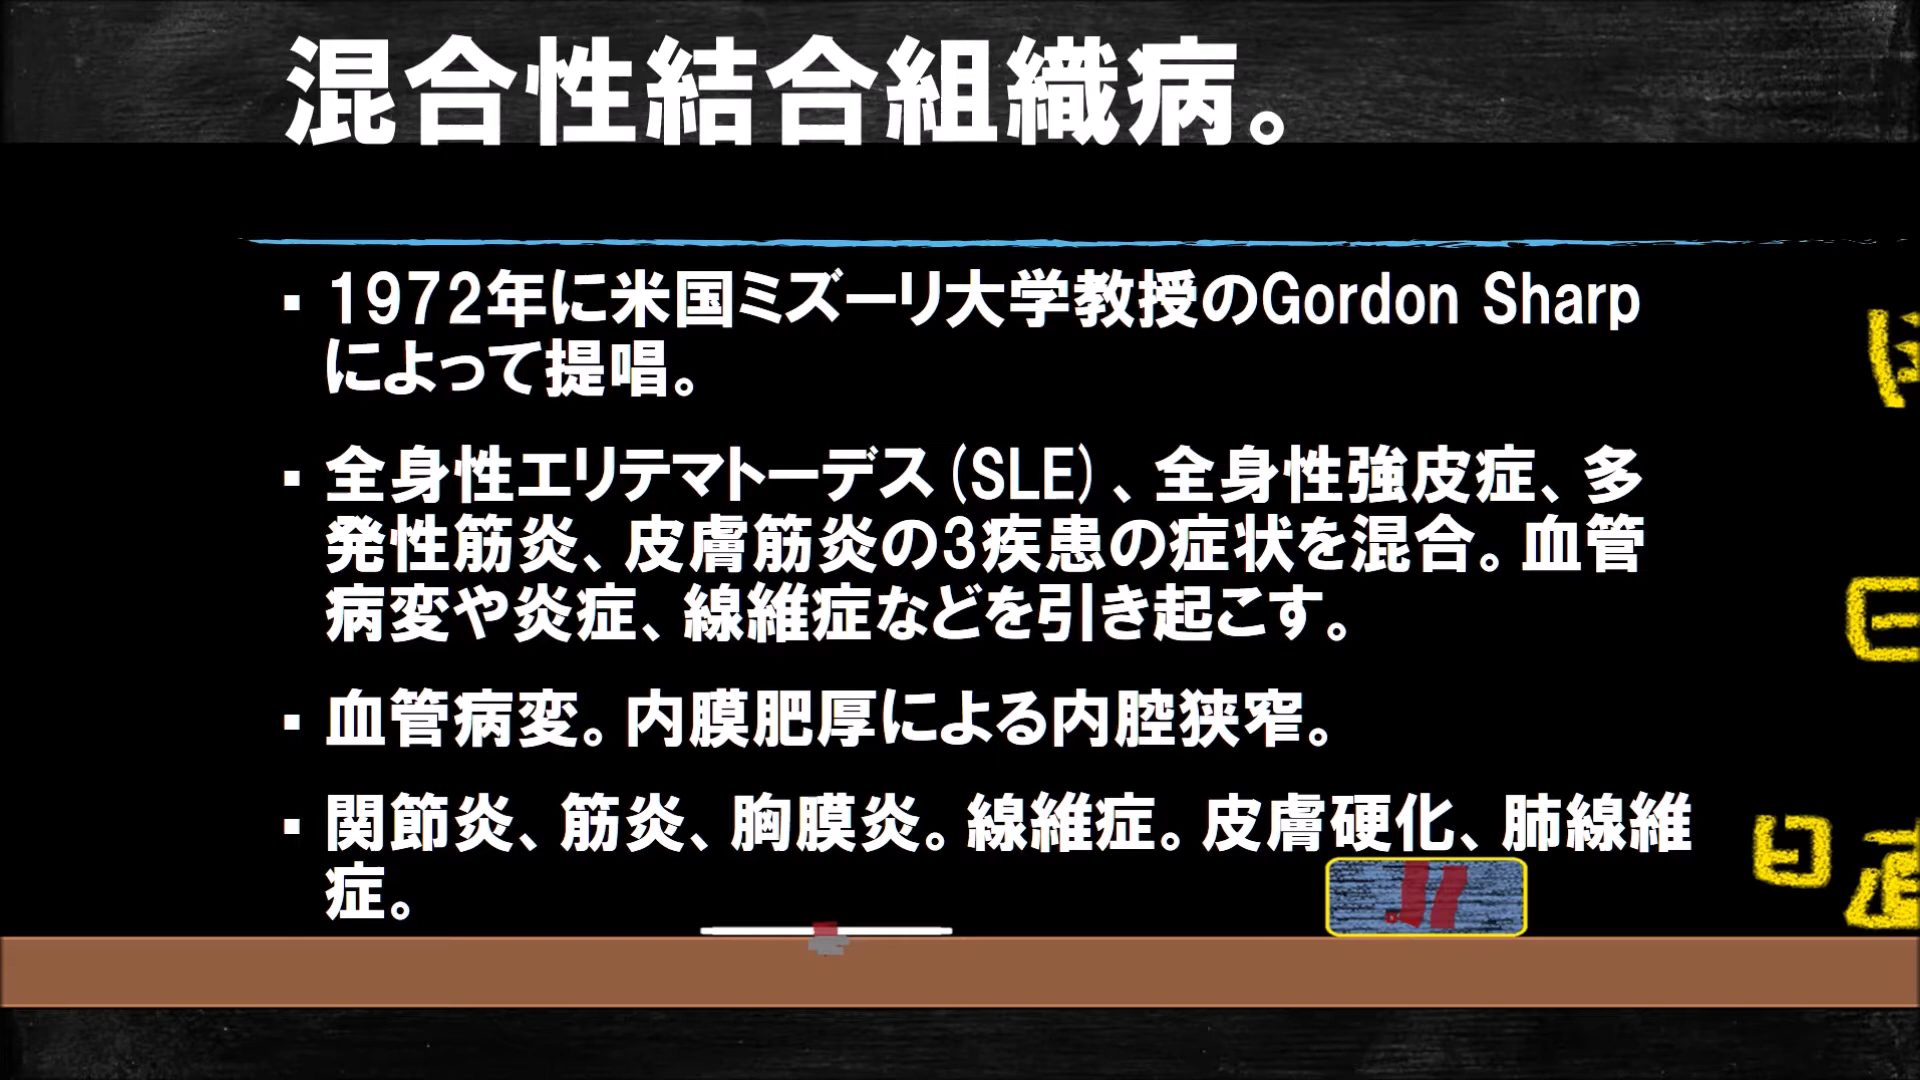 混合性結合組織病。
▪ 1972年に米国ミズーリ大学教授のGordon Sharp
によって提唱。
▪ 全身性エリテマトーデス(SLE)、全身性強皮症、多
発性筋炎、皮膚筋炎の3疾患の症状を混合。血管
病変や炎症、線維症などを引き起こす。
▪ 血管病変。内膜肥厚による内腔狭窄。
▪ 関節炎、筋炎、胸膜炎。線維症。皮膚硬化、肺線維
症。